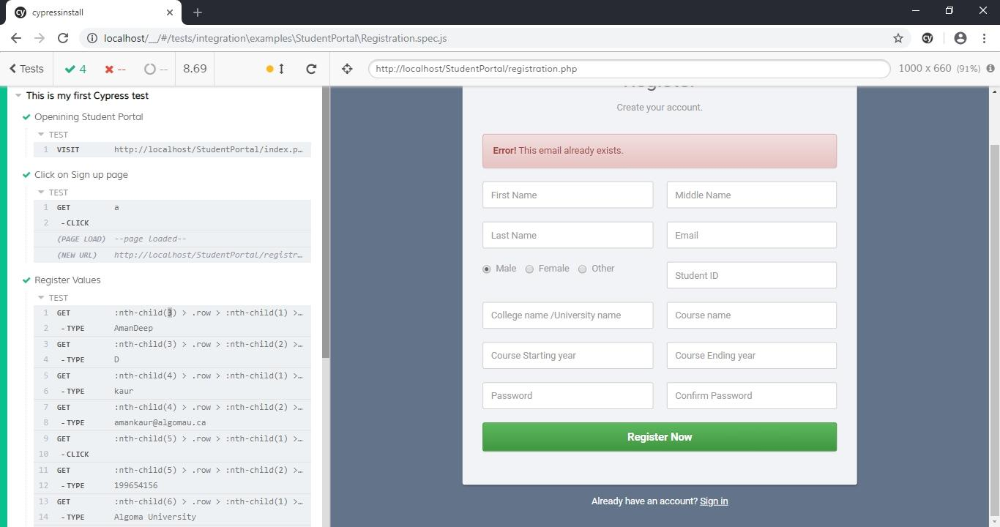 cypressinstall
localhost/__/#/tests/integration\examples\StudentPortal\Registration.spec.js
Tests 4 -- -- 8.69
http://localhost/StudentPortal/registration.php 1000 x 660 (91%)
This is my first Cypress test
Openining Student Portal
TEST
1 VISIT http://localhost/StudentPortal/index.p…
Click on Sign up page
TEST
1 GET a
2 -CLICK
(PAGE LOAD) --page loaded--
(NEW URL) http://localhost/StudentPortal/registr…
Register Values
TEST
1 GET :nth-child(3) > .row > :nth-child(1) >…
2 -TYPE AmanDeep
3 GET :nth-child(3) > .row > :nth-child(2) >…
4 -TYPE D
5 GET :nth-child(4) > .row > :nth-child(1) >…
6 -TYPE kaur
7 GET :nth-child(4) > .row > :nth-child(2) >…
8 -TYPE amankaur@algomau.ca
9 GET :nth-child(5) > .row > :nth-child(1) >…
10 -CLICK
11 GET :nth-child(5) > .row > :nth-child(2) >…
12 -TYPE 199654156
13 GET :nth-child(6) > .row > :nth-child(1) >…
14 -TYPE Algoma University
Register
Create your account.
Error! This email already exists.
First Name Middle Name
Last Name Email
Male Female Other Student ID
College name /University name Course name
Course Starting year Course Ending year
Password Confirm Password
Register Now
Already have an account? Sign in